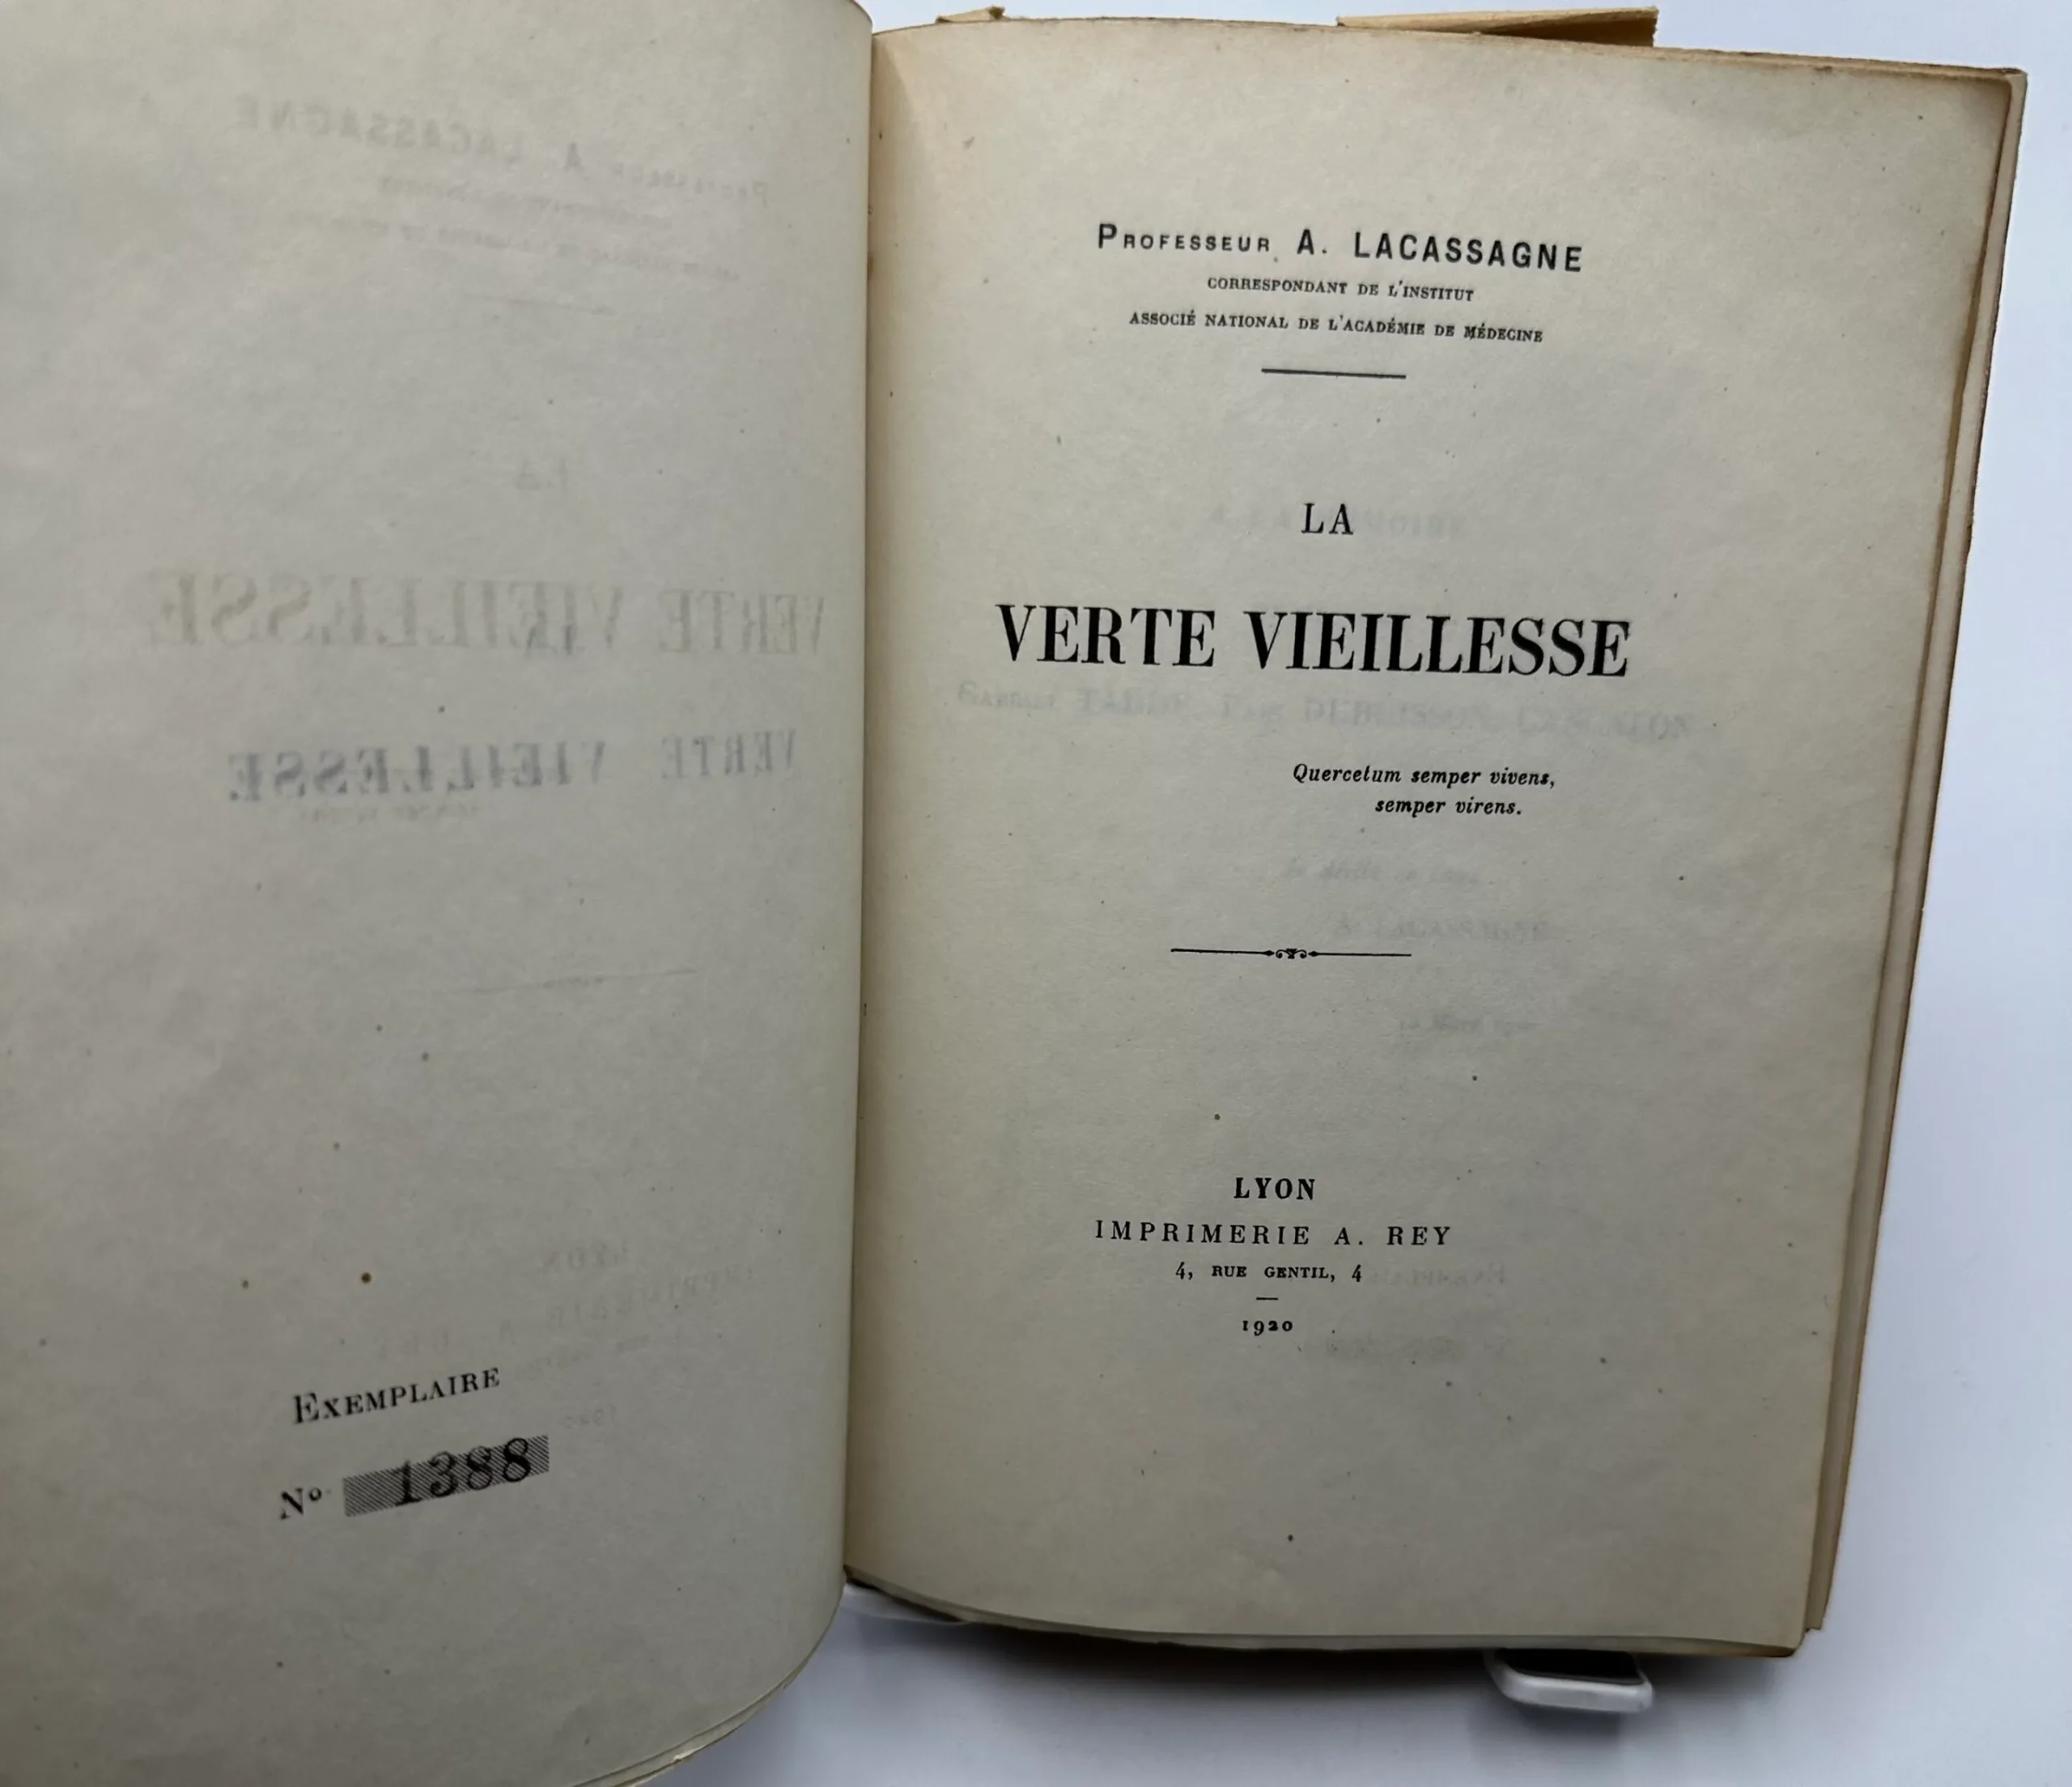 EXEMPLAIRE
Nº 1388
PROFESSEUR A. LACASSAGNE
CORRESPONDANT DE L'INSTITUT
ASSOCIÉ NATIONAL DE L'ACADÉMIE DE MÉDECINE
LA
VERTE VIEILLESSE
Quercetum semper vivens,
semper virens.
LYON
IMPRIMERIE A. REY
4, RUE GENTIL, 4
1920